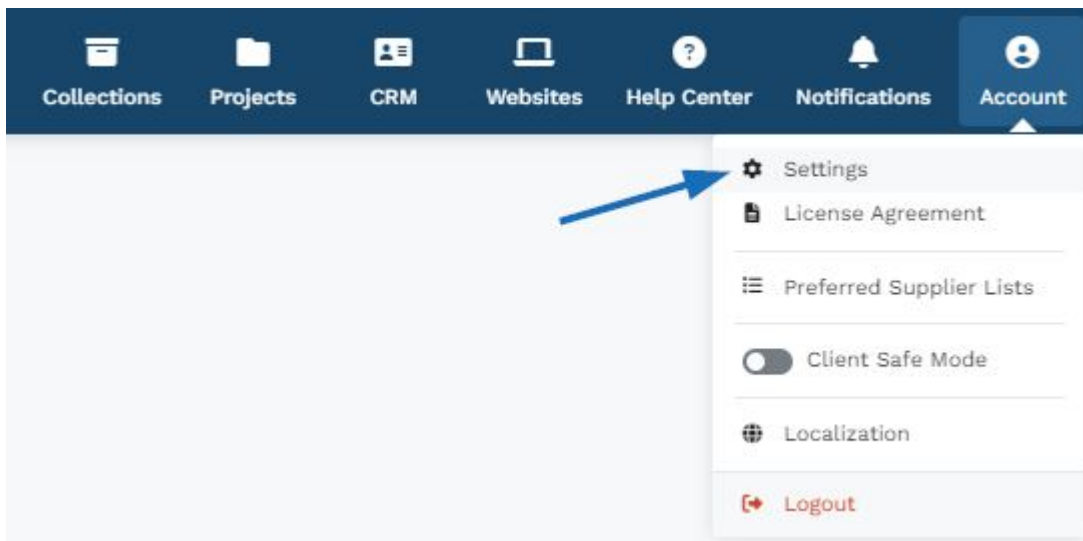 Collections Projects CRM Websites Help Center Notifications Account
Settings
License Agreement
Preferred Supplier Lists
Client Safe Mode
Localization
Logout